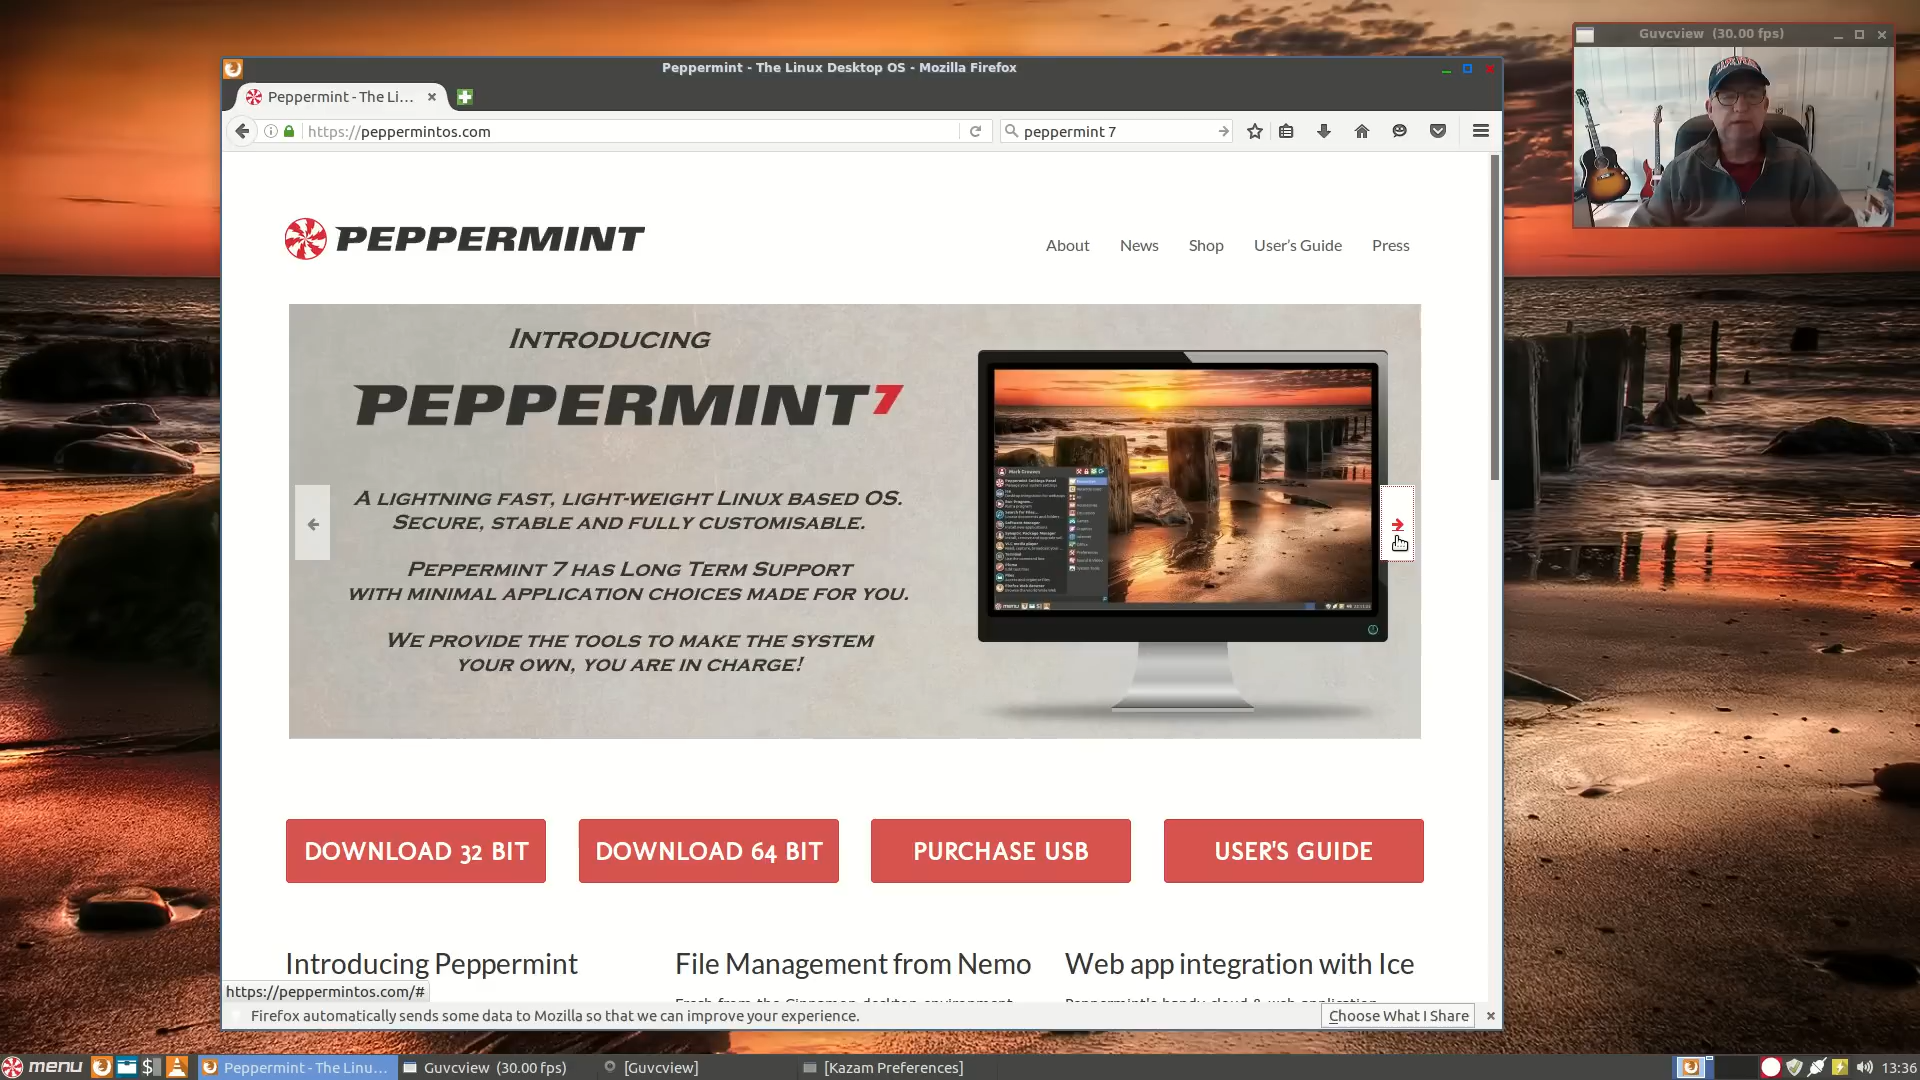 Guvcview (30.00 fps)
Peppermint - The Linux Desktop OS - Mozilla Firefox
Peppermint - The Li...
https://peppermintos.com
peppermint 7
PEPPERMINT
About News Shop User's Guide Press
INTRODUCING
PEPPERMINT7
A LIGHTNING FAST, LIGHT-WEIGHT LINUX BASED OS.
SECURE, STABLE AND FULLY CUSTOMISABLE.
PEPPERMINT 7 HAS LONG TERM SUPPORT
WITH MINIMAL APPLICATION CHOICES MADE FOR YOU.
WE PROVIDE THE TOOLS TO MAKE THE SYSTEM
YOUR OWN, YOU ARE IN CHARGE!
DOWNLOAD 32 BIT
DOWNLOAD 64 BIT
PURCHASE USB
USER'S GUIDE
Introducing Peppermint
File Management from Nemo
Web app integration with Ice
https://peppermintos.com/#
Firefox automatically sends some data to Mozilla so that we can improve your experience.
Choose What I Share
menu
Peppermint - The Linu...
Guvcview (30.00 fps)
[Guvcview]
[Kazam Preferences]
13:36